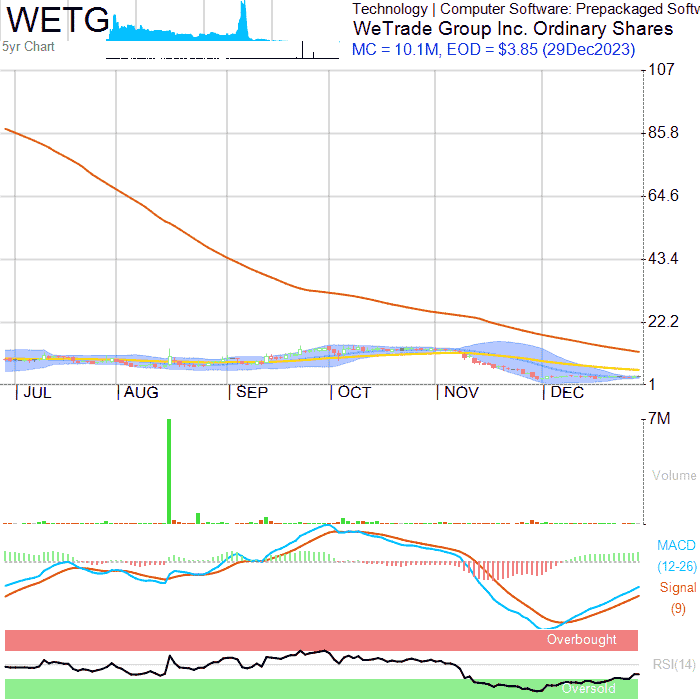 WETG
5yr Chart
Technology | Computer Software: Prepackaged Softw
WeTrade Group Inc. Ordinary Shares
MC = 10.1M, EOD = $3.85 (29Dec2023)
107
85.8
64.6
43.4
22.2
1
JUL AUG SEP OCT NOV DEC
7M
Volume
MACD
(12-26)
Signal
(9)
Overbought
RSI(14)
Oversold